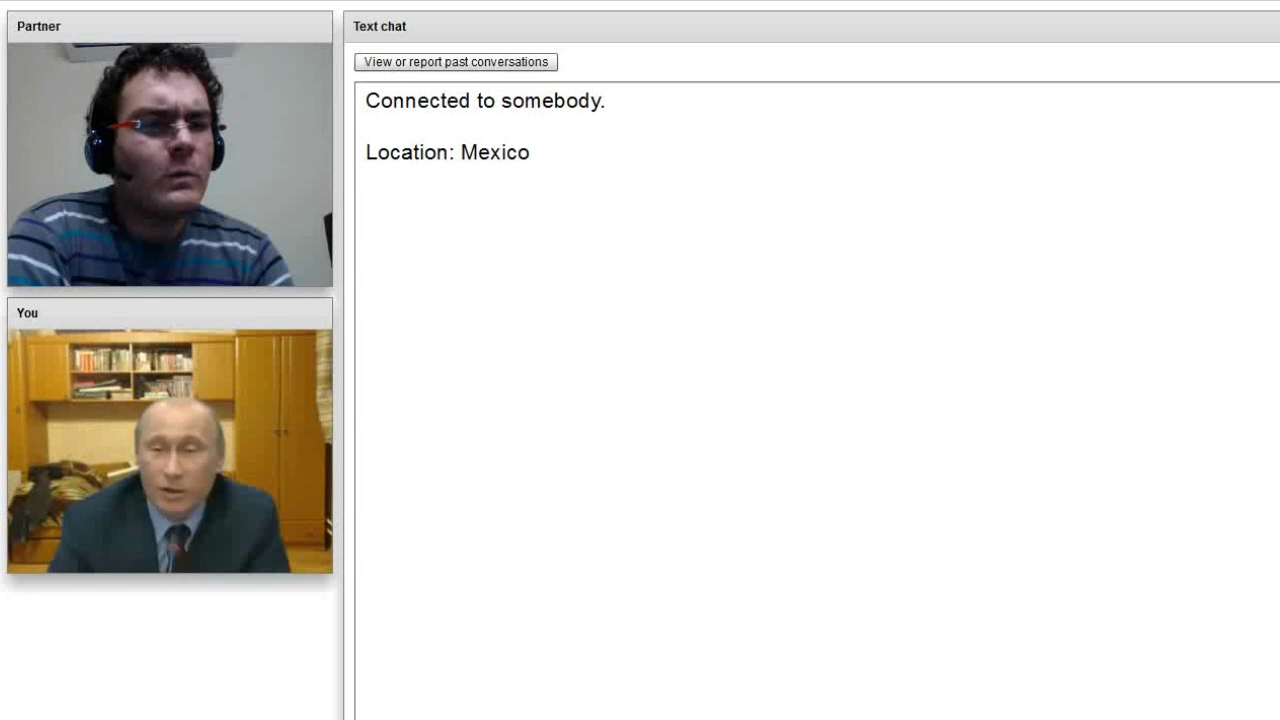 Partner
Text chat
View or report past conversations
Connected to somebody.
Location: Mexico
You